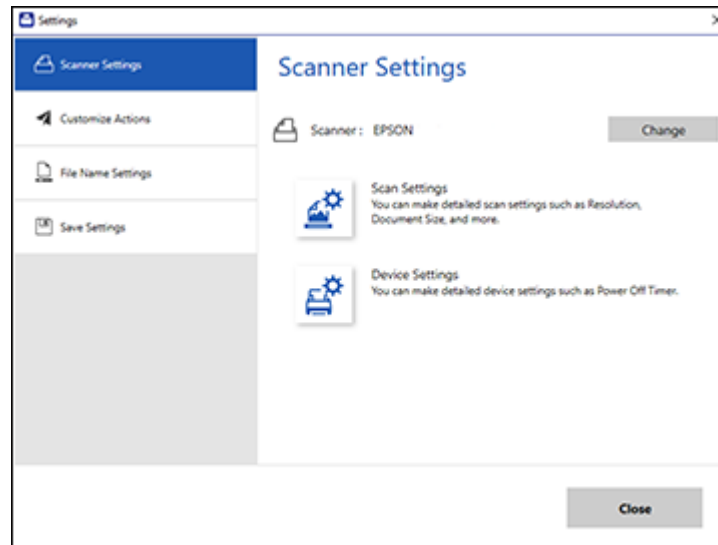 Settings
Scanner Settings
Customize Actions
File Name Settings
Save Settings
Scanner Settings
Scanner : EPSON
Change
Scan Settings
You can make detailed scan settings such as Resolution,
Document Size, and more.
Device Settings
You can make detailed device settings such as Power Off Timer.
Close